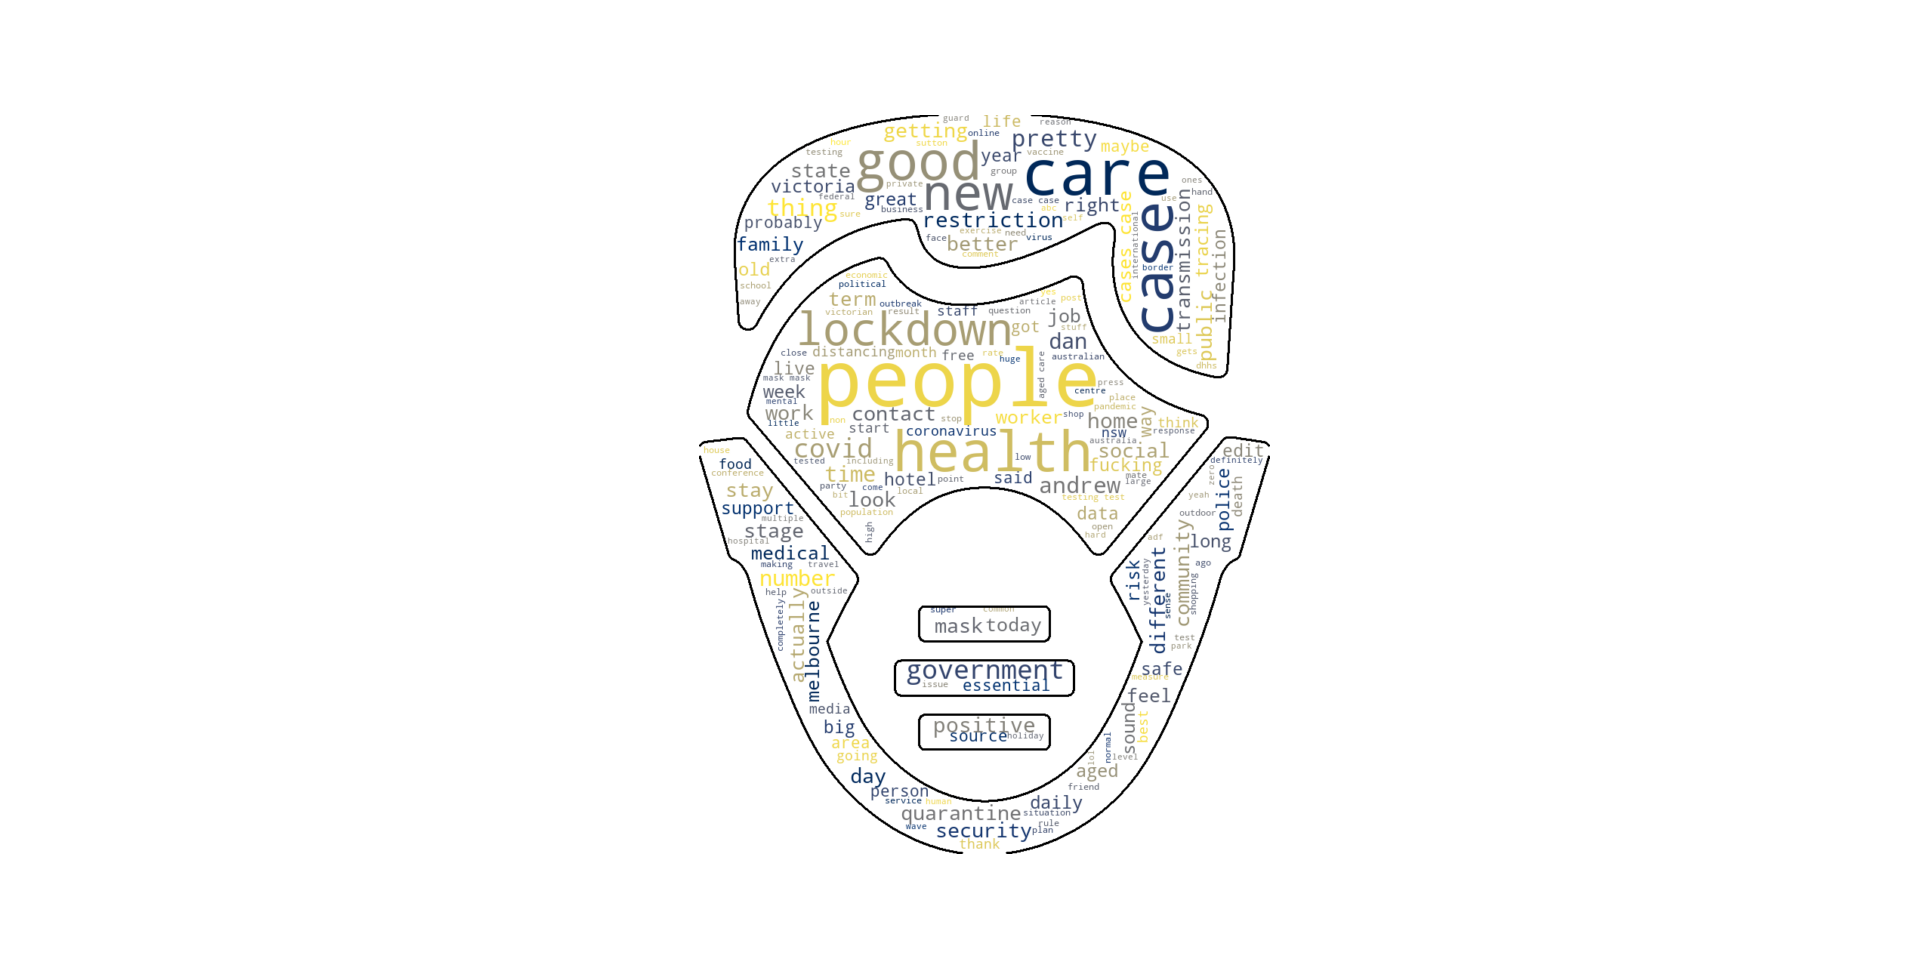 guard
life
reason
getting
online
pretty
hour
sutton
maybe
testing
good
year
vaccine
care
state
group
victoria
private
new
ones
federal
great
case case
hand
use
thing
sure
business
abc
right
self
probably
restriction
cases case
case
transmission
public tracing
international
infection
family
face
exercise
need
virus
better
comment
extra
border
old
school
away
small
gets
dhhs
economic
political
term
outbreak
yes
post
article
victorian
result
staff
question
job
lockdown
got
stuff
dan
close
distancing
month
free
rate
huge
aged care
australian
live
mask mask
people
press
week
centre
mental
place
work
contact
stop
worker
shop
pandemic
little
non
home
way
think
active
start
coronavirus
nsw
response
australia
covid
health
social
tested
including
low
fucking
time
hotel
point
said
mate
large
party
come
local
andrew
bit
look
testing test
population
data
high
open
hard
house
food
conference
stay
support
multiple
stage
hospital
medical
making
travel
number
help
outside
completely
actually
melbourne
media
big
area
going
day
person
service
human
quarantine
wave
security
plan
thank
situation
rule
daily
friend
aged
level
lol
normal
sound
best
feel
measure
safe
park
test
different
sense
yesterday
risk
community
shopping
ago
adf
long
outdoor
yeah
police
death
zero
definitely
edit
super
common
mask
today
government
issue
essential
positive
source
holiday